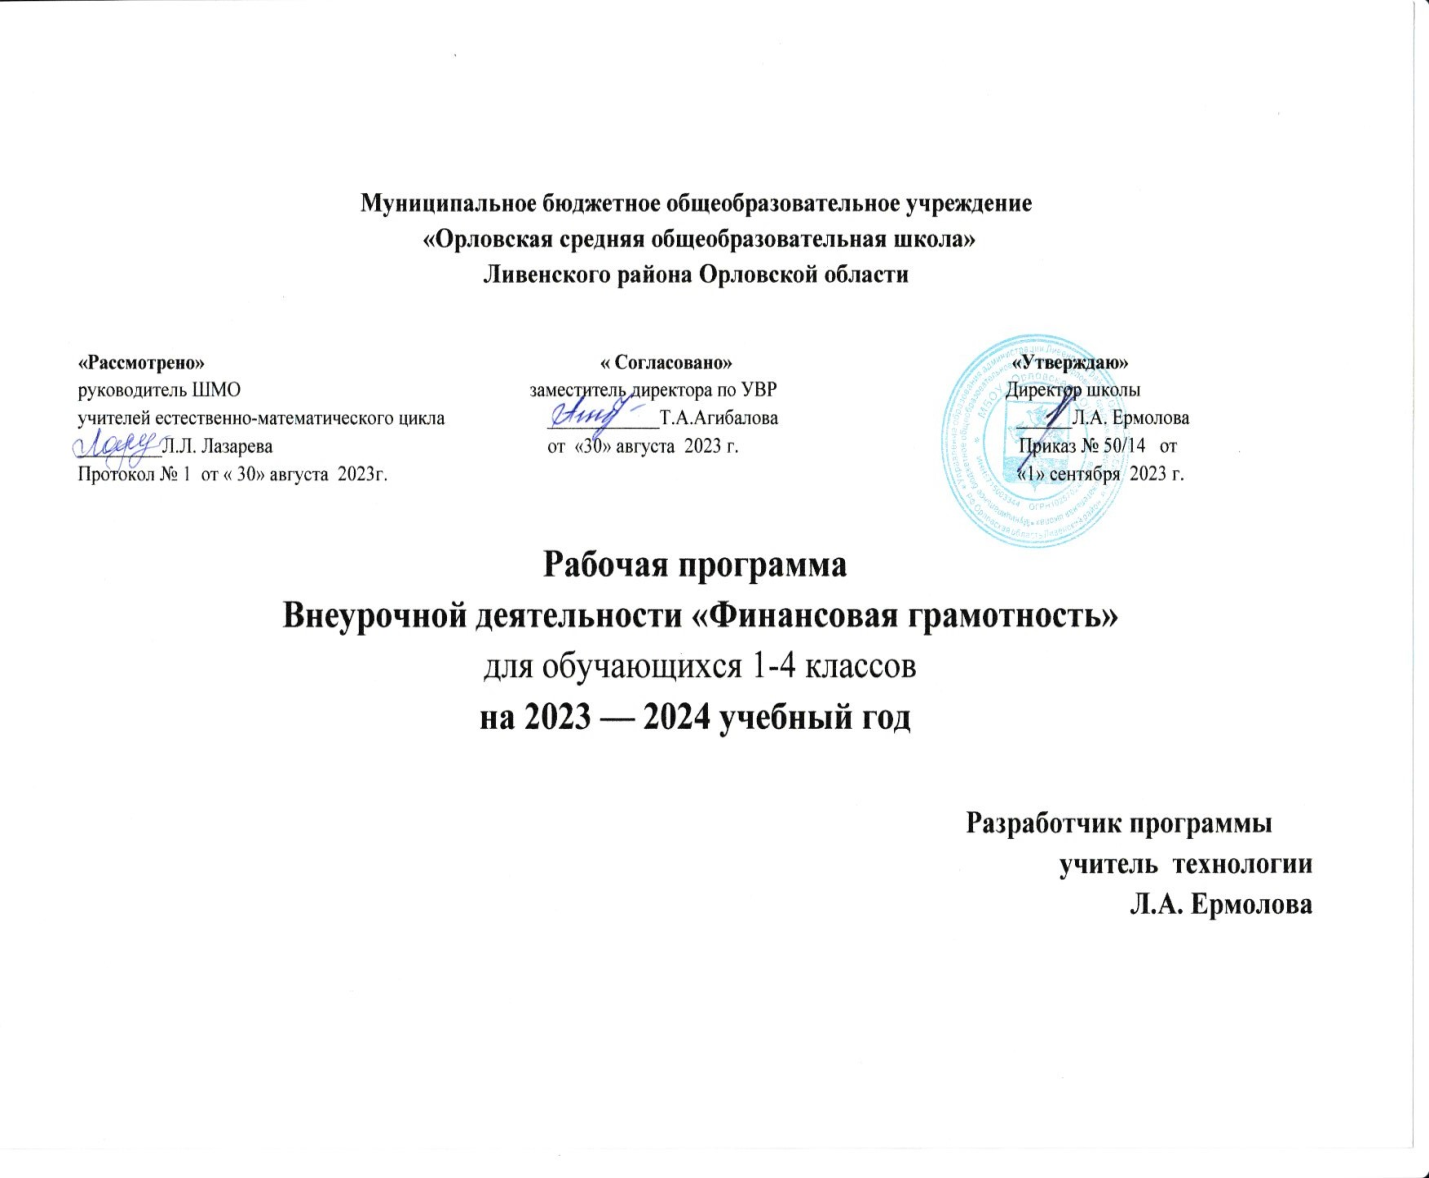 Муниципальное бюджетное общеобразовательное учреждение
«Орловская средняя общеобразовательная школа»
Ливенского района Орловской области
«Рассмотрено»
руководитель ШМО
учителей естественно-математического цикла
_________Л.Л. Лазарева
Протокол № 1 от « 30» августа 2023г.
« Согласовано»
заместитель директора по УВР
____________Т.А.Агибалова
от «30» августа 2023 г.
«Утверждаю»
Директор школы
______Л.А. Ермолова
Приказ № 50/14 от
«1» сентября 2023 г.
Рабочая программа
Внеурочной деятельности «Финансовая грамотность»
для обучающихся 1-4 классов
на 2023 — 2024 учебный год
Разработчик программы
учитель технологии
Л.А. Ермолова